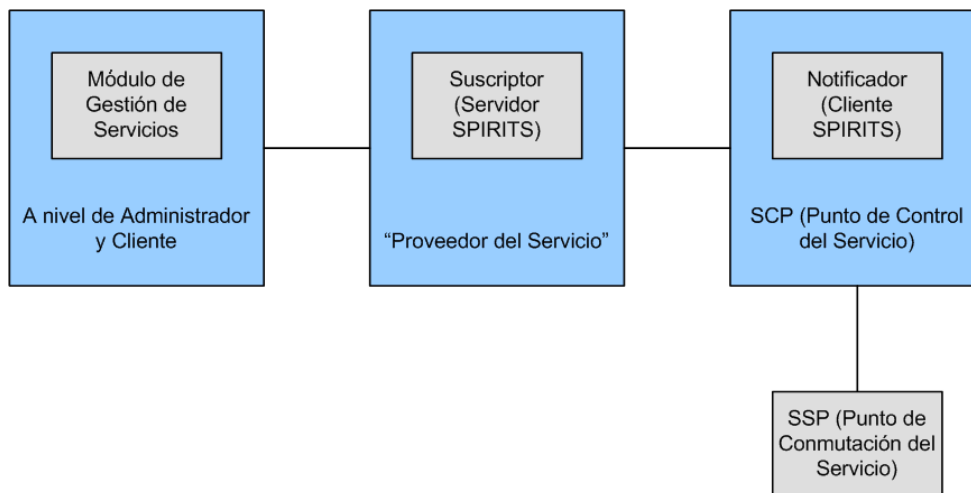 Módulo de
Gestión de
Servicios
A nivel de Administrador
y Cliente
Suscriptor
(Servidor
SPIRITS)
“Proveedor del Servicio”
Notificador
(Cliente
SPIRITS)
SCP (Punto de Control
del Servicio)
SSP (Punto de
Conmutación del
Servicio)